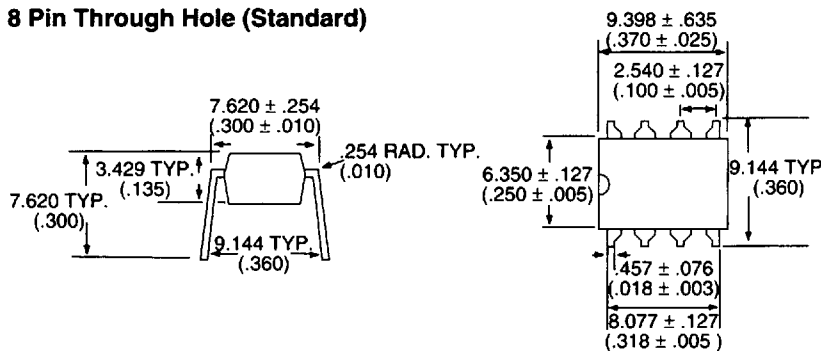 8 Pin Through Hole (Standard)
7.620 ± .254
(.300 ± .010)
3.429 TYP.
(.135)
7.620 TYP.
(.300)
.254 RAD. TYP.
(.010)
9.144 TYP.
(.360)
9.398 ± .635
(.370 ± .025)
2.540 ± .127
(.100 ± .005)
6.350 ± .127
(.250 ± .005)
9.144 TYP
(.360)
.457 ± .076
(.018 ± .003)
8.077 ± .127
(.318 ± .005 )